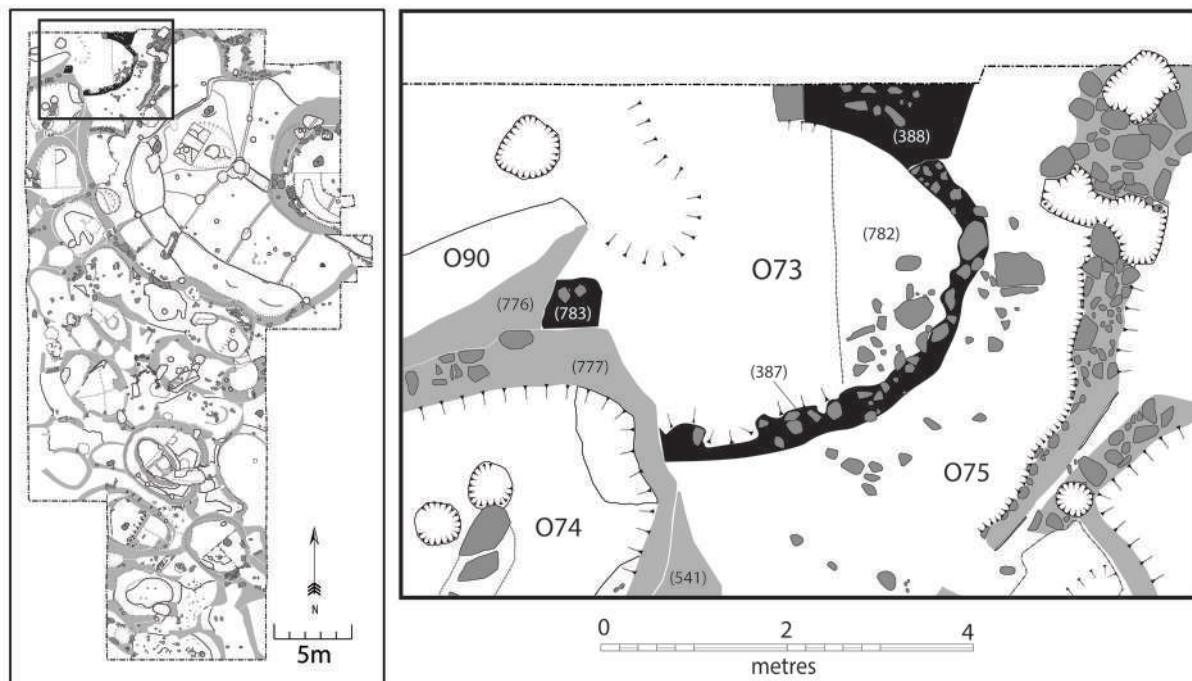 N
5m
(388)
O73
(782)
O90
(776)
(783)
(777)
(387)
O75
O74
(541)
0 2 4
metres